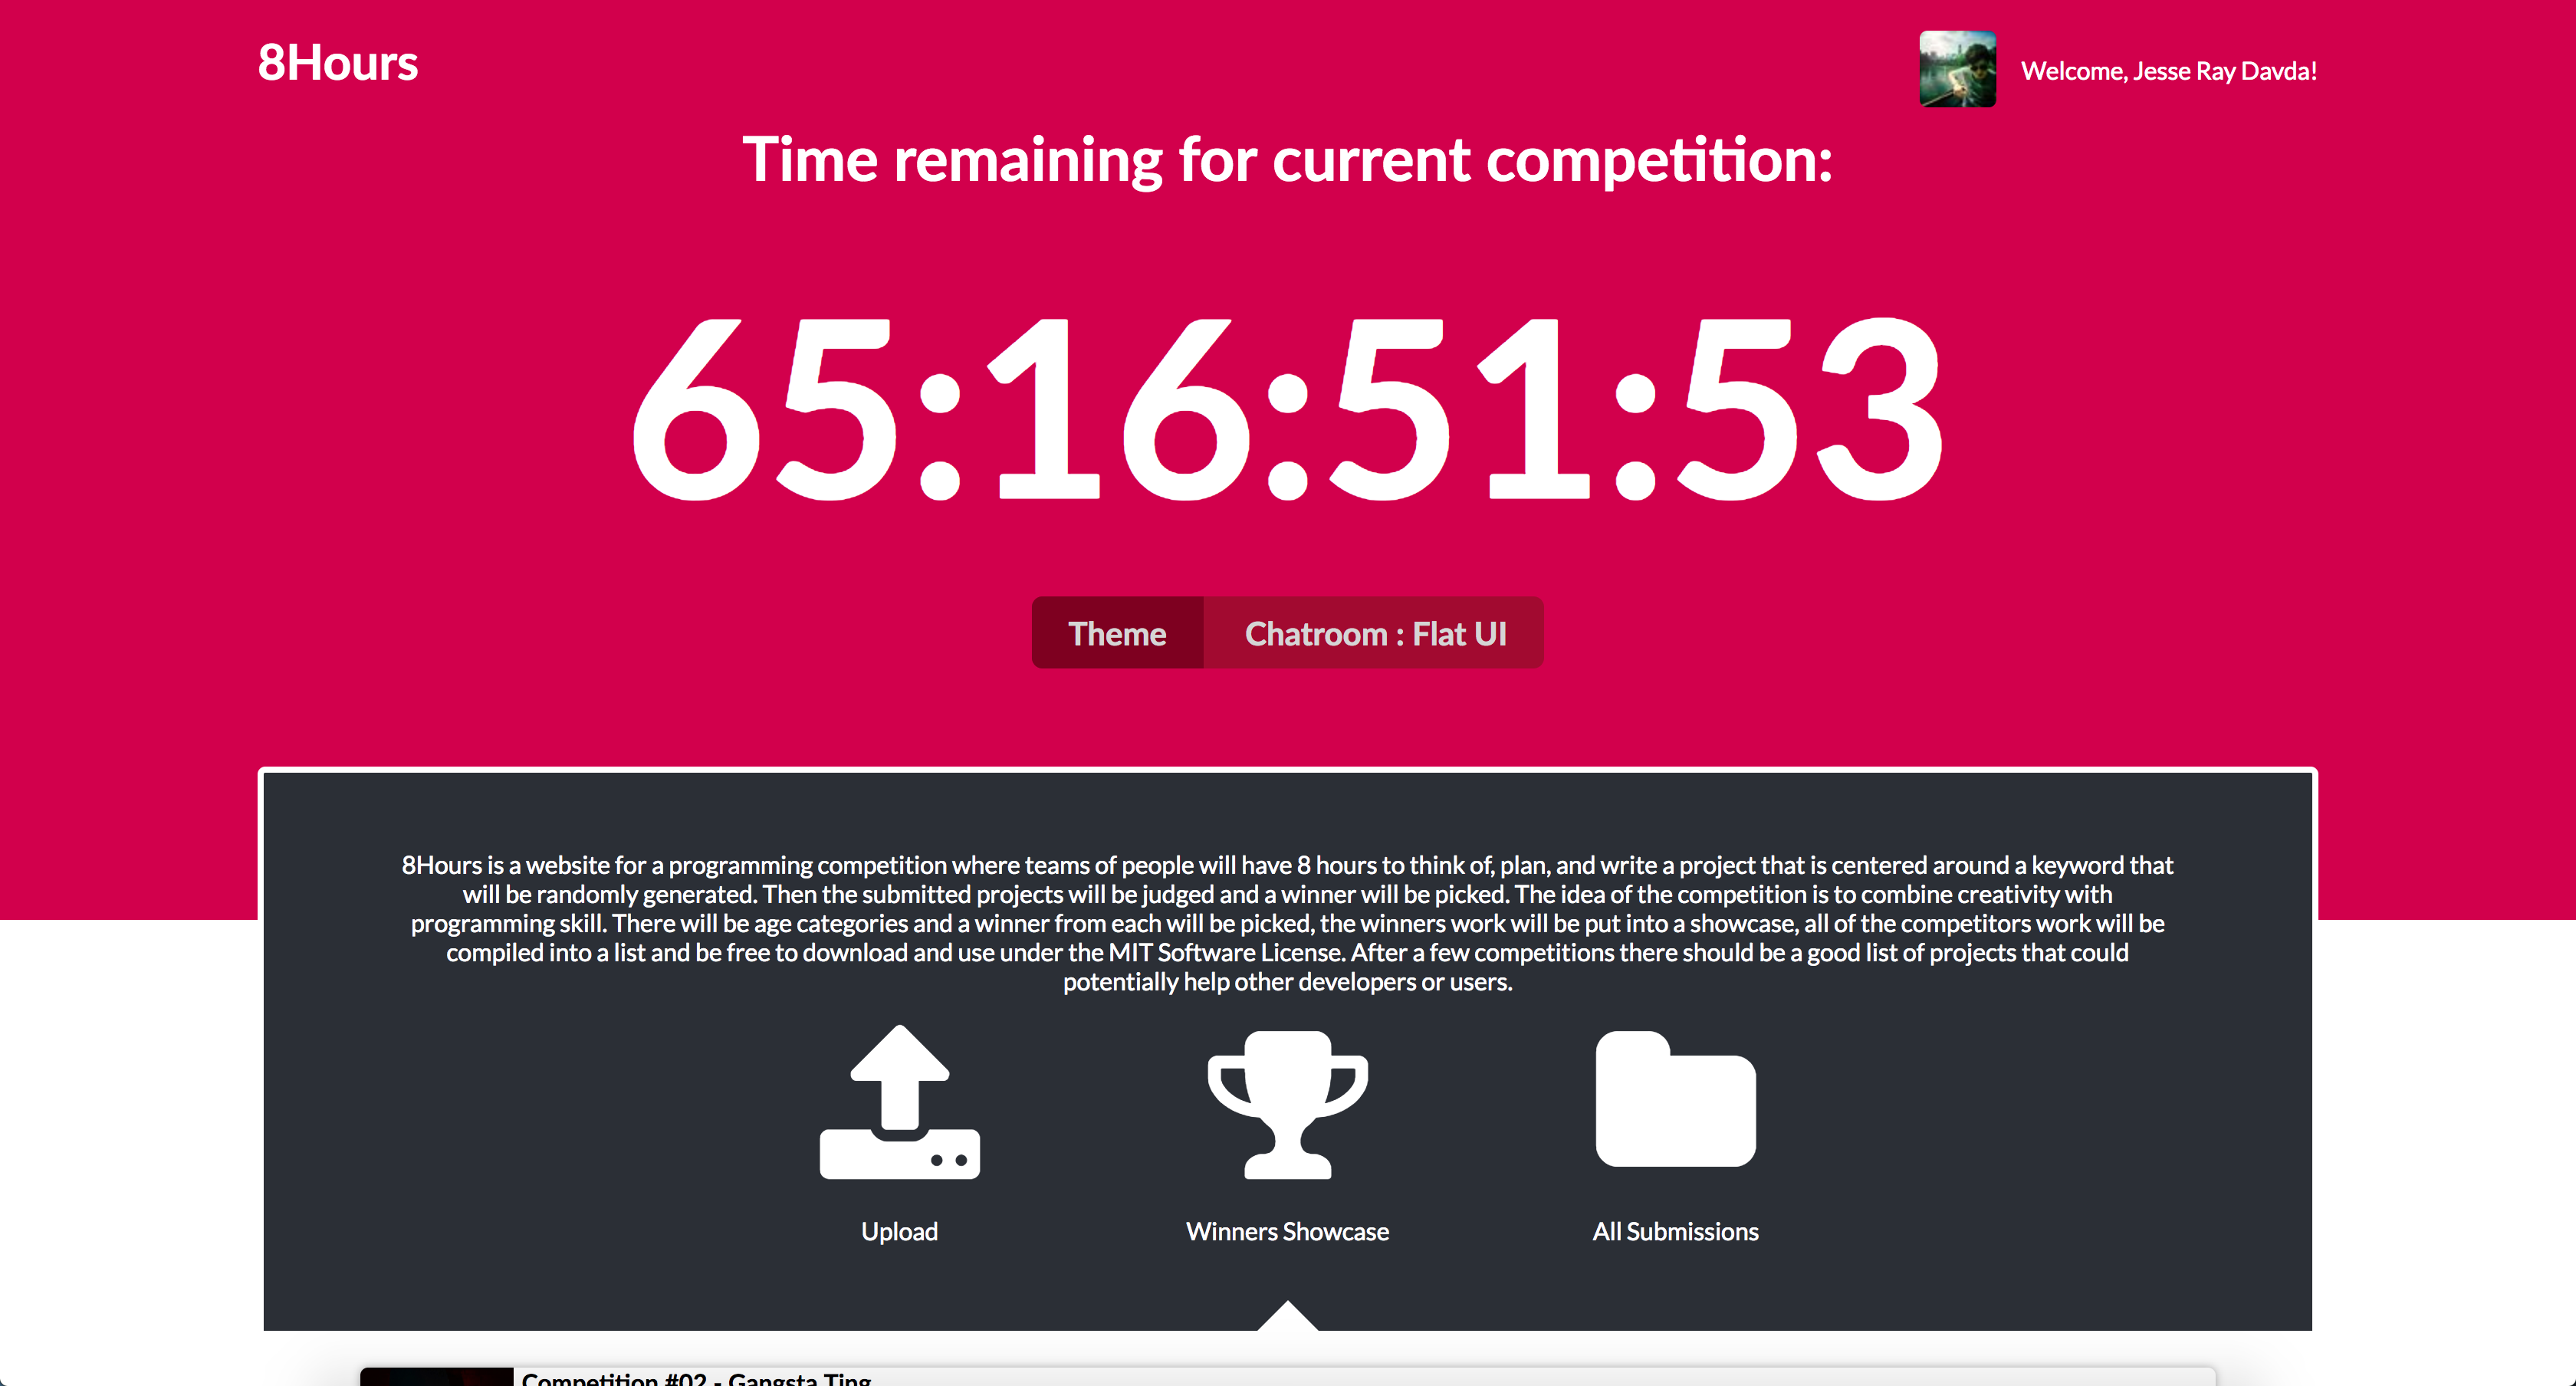 8Hours
Welcome, Jesse Ray Davda!
Time remaining for current competition:
65:16:51:53
Theme
Chatroom : Flat UI
8Hours is a website for a programming competition where teams of people will have 8 hours to think of, plan, and write a project that is centered around a keyword that
will be randomly generated. Then the submitted projects will be judged and a winner will be picked. The idea of the competition is to combine creativity with
programming skill. There will be age categories and a winner from each will be picked, the winners work will be put into a showcase, all of the competitors work will be
compiled into a list and be free to download and use under the MIT Software License. After a few competitions there should be a good list of projects that could
potentially help other developers or users.
Upload
Winners Showcase
All Submissions
Competition #02 - Gangsta Ting